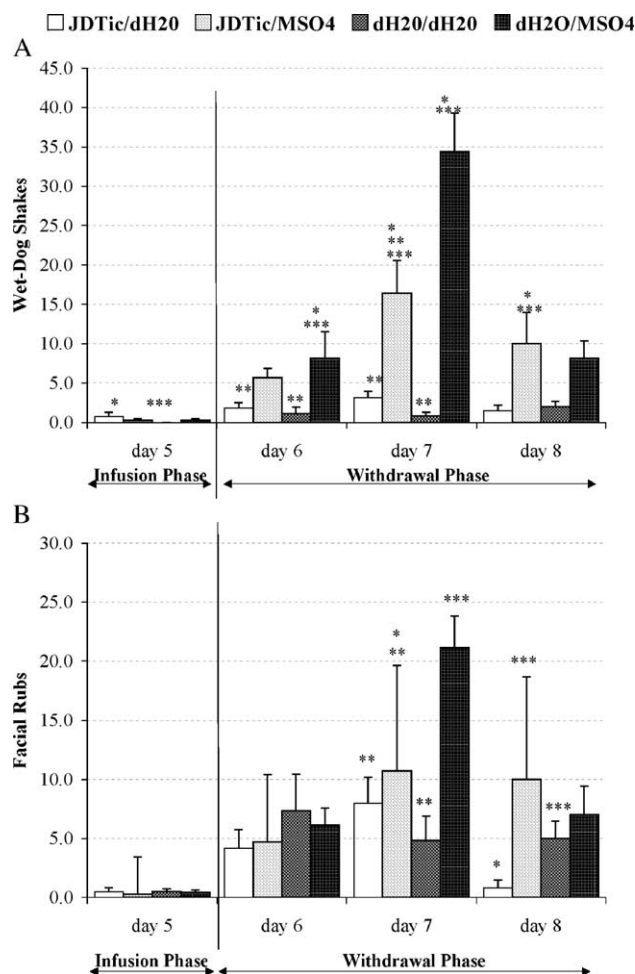 JDTic/dH20 JDTic/MSO4 dH20/dH20 dH2O/MSO4
A
45.0
40.0
35.0
30.0
25.0
20.0
15.0
10.0
5.0
0.0
Wet-Dog Shakes
* *** ** * *** ** ** * ** *** ** * *** * ***
day 5 day 6 day 7 day 8
Infusion Phase Withdrawal Phase
B
30.0
25.0
20.0
15.0
10.0
5.0
0.0
Facial Rubs
** * ** ** *** * *** ***
day 5 day 6 day 7 day 8
Infusion Phase Withdrawal Phase